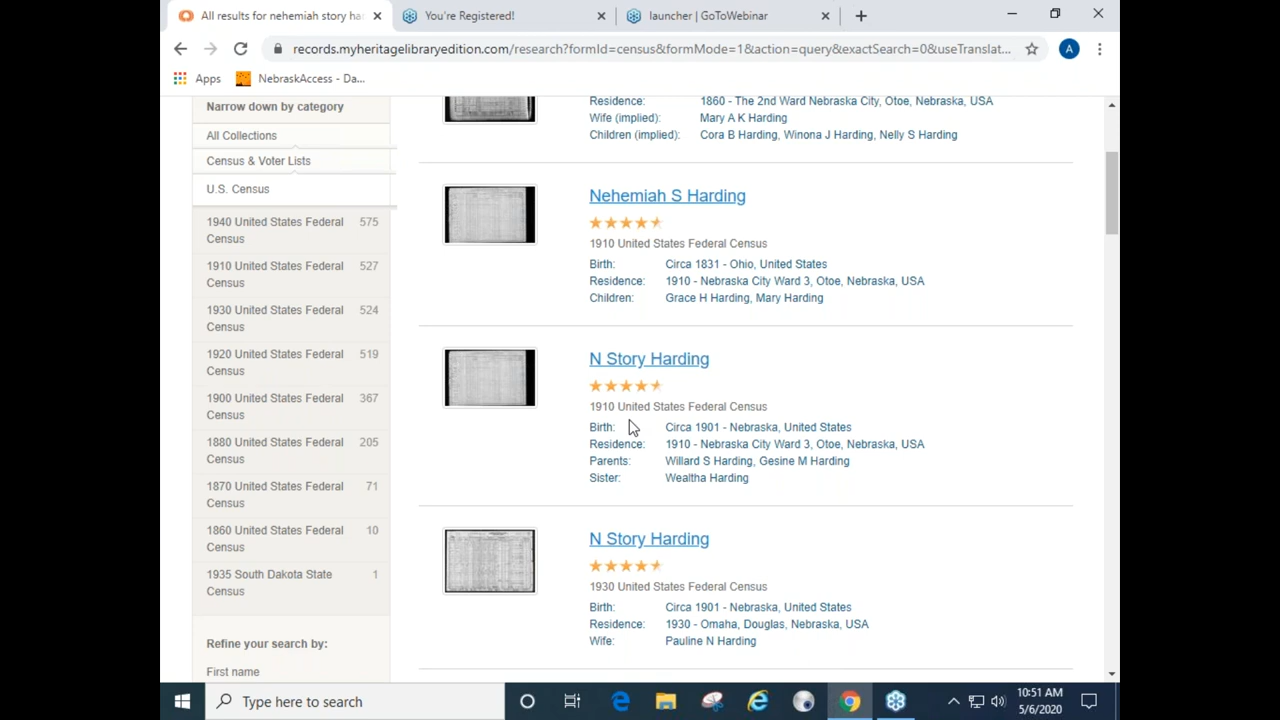 All results for nehemiah story ha
You're Registered!
launcher | GoToWebinar
records.myheritagelibraryedition.com/research?formId=census&formMode=1&action=query&exactSearch=0&useTranslat...
A
Apps
NebraskAccess - Da...
Narrow down by category
All Collections
Census & Voter Lists
U.S. Census
1940 United States Federal Census 575
1910 United States Federal Census 527
1930 United States Federal Census 524
1920 United States Federal Census 519
1900 United States Federal Census 367
1880 United States Federal Census 205
1870 United States Federal Census 71
1860 United States Federal Census 10
1935 South Dakota State Census 1
Refine your search by:
First name
Residence: 1860 - The 2nd Ward Nebraska City, Otoe, Nebraska, USA
Wife (implied): Mary A K Harding
Children (implied): Cora B Harding, Winona J Harding, Nelly S Harding
Nehemiah S Harding
1910 United States Federal Census
Birth: Circa 1831 - Ohio, United States
Residence: 1910 - Nebraska City Ward 3, Otoe, Nebraska, USA
Children: Grace H Harding, Mary Harding
N Story Harding
1910 United States Federal Census
Birth: Circa 1901 - Nebraska, United States
Residence: 1910 - Nebraska City Ward 3, Otoe, Nebraska, USA
Parents: Willard S Harding, Gesine M Harding
Sister: Wealtha Harding
N Story Harding
1930 United States Federal Census
Birth: Circa 1901 - Nebraska, United States
Residence: 1930 - Omaha, Douglas, Nebraska, USA
Wife: Pauline N Harding
Type here to search
10:51 AM
5/6/2020